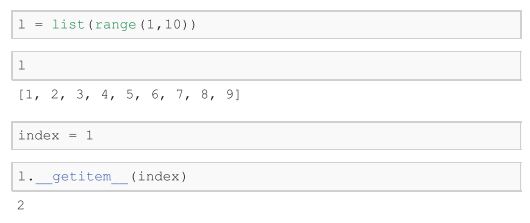 l = list(range(1,10))
l
[1, 2, 3, 4, 5, 6, 7, 8, 9]
index = 1
l.__getitem__(index)
2